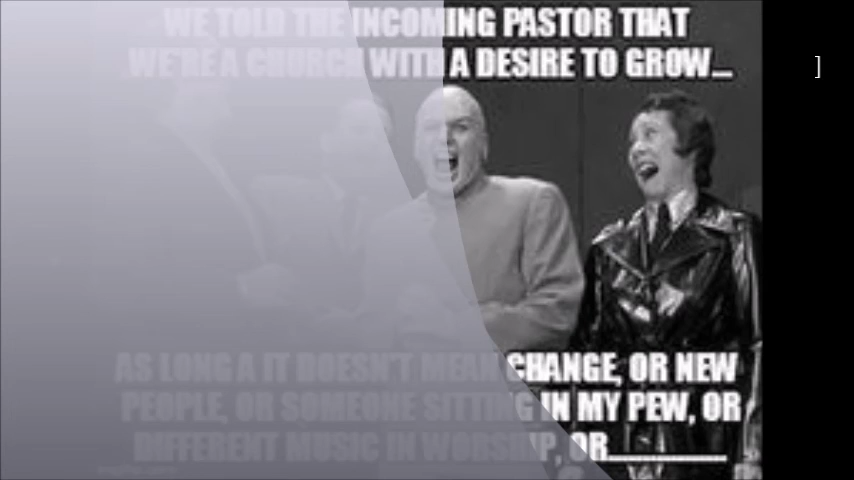 WE TOLD THE INCOMING PASTOR THAT
WE'RE A CHURCH WITH A DESIRE TO GROW...
]
AS LONG A IT DOESN'T MEAN CHANGE, OR NEW
PEOPLE, OR SOMEONE SITTING IN MY PEW, OR
DIFFERENT MUSIC IN WORSHIP, OR..................